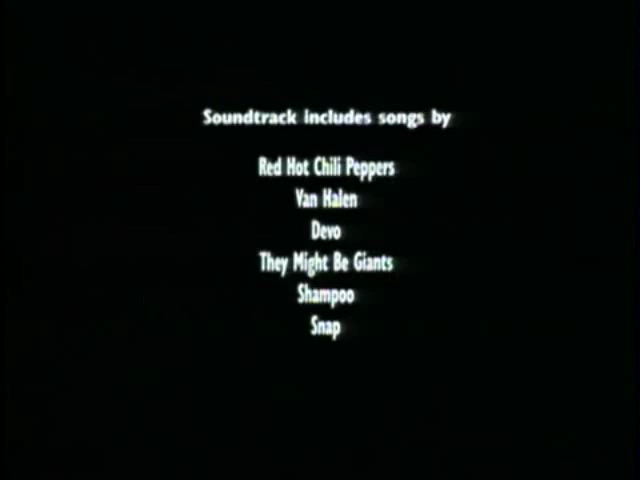 Soundtrack includes songs by
Red Hot Chili Peppers
Van Halen
Devo
They Might Be Giants
Shampoo
Snap